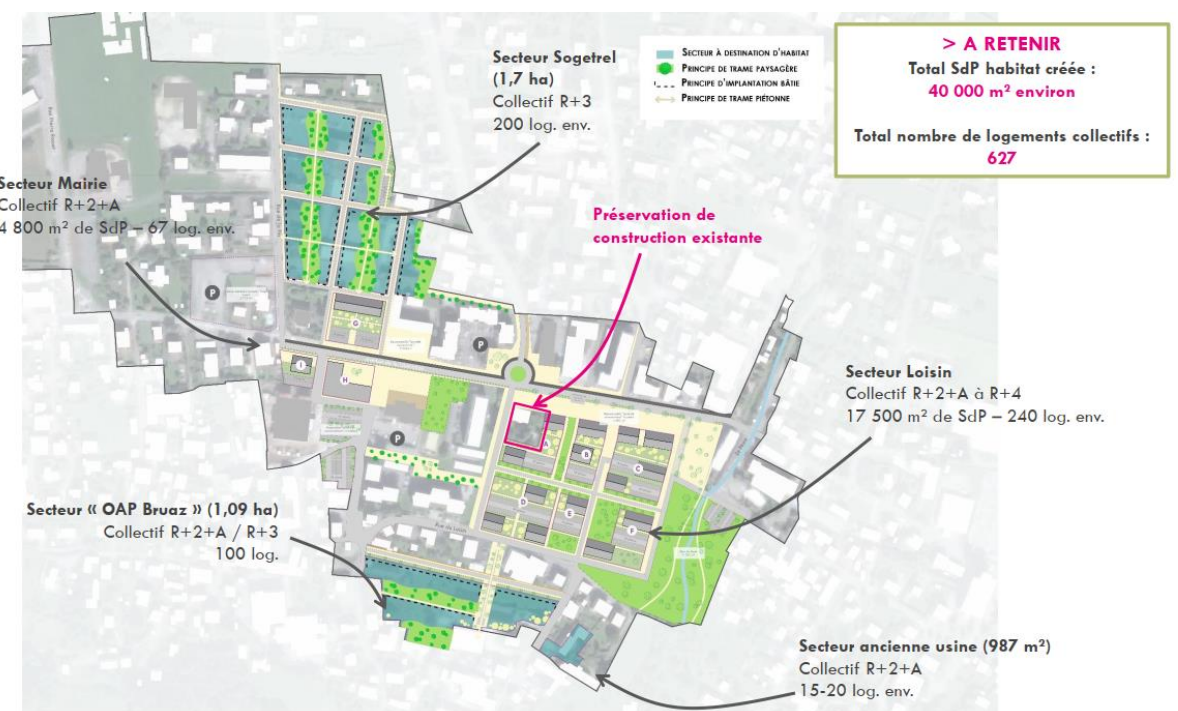 Secteur Sogetrel
(1,7 ha)
Collectif R+3
200 log. env.
SECTEUR À DESTINATION D'HABITAT
PRINCIPE DE TRAME PAYSAGÈRE
PRINCIPE D'IMPLANTATION BÂTIE
PRINCIPE DE TRAME PIÉTONNE
> A RETENIR
Total SdP habitat créée :
40 000 m² environ
Total nombre de logements collectifs :
627
Secteur Mairie
Collectif R+2+A
4 800 m² de SdP – 67 log. env.
Préservation de
construction existante
P
G
P
I
H
Secteur Loisin
Collectif R+2+A à R+4
17 500 m² de SdP – 240 log. env.
P
A
B
C
D
E
F
Secteur « OAP Bruaz » (1,09 ha)
Collectif R+2+A / R+3
100 log.
Secteur ancienne usine (987 m²)
Collectif R+2+A
15-20 log. env.